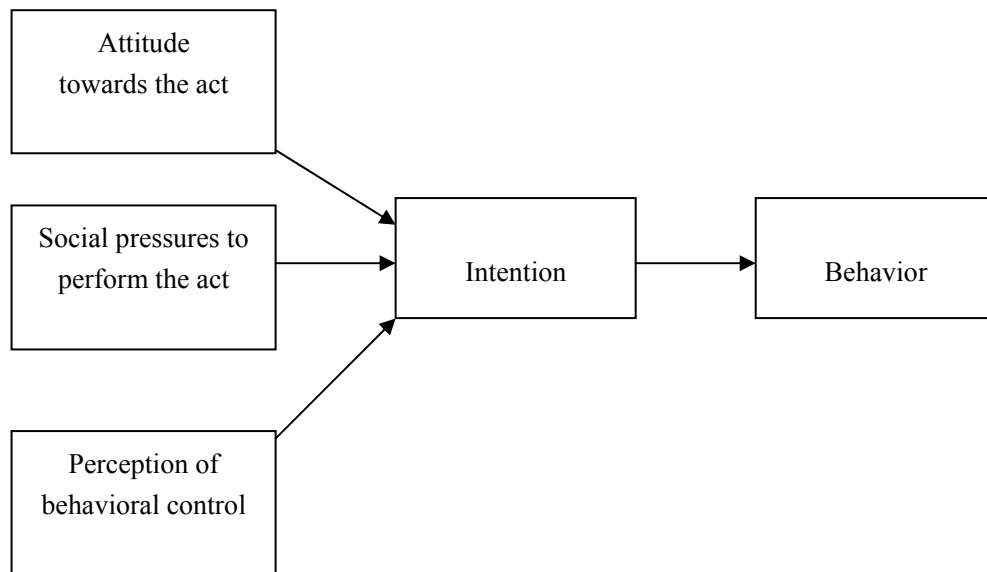 Attitude
towards the act
Social pressures to
perform the act
Intention
Behavior
Perception of
behavioral control